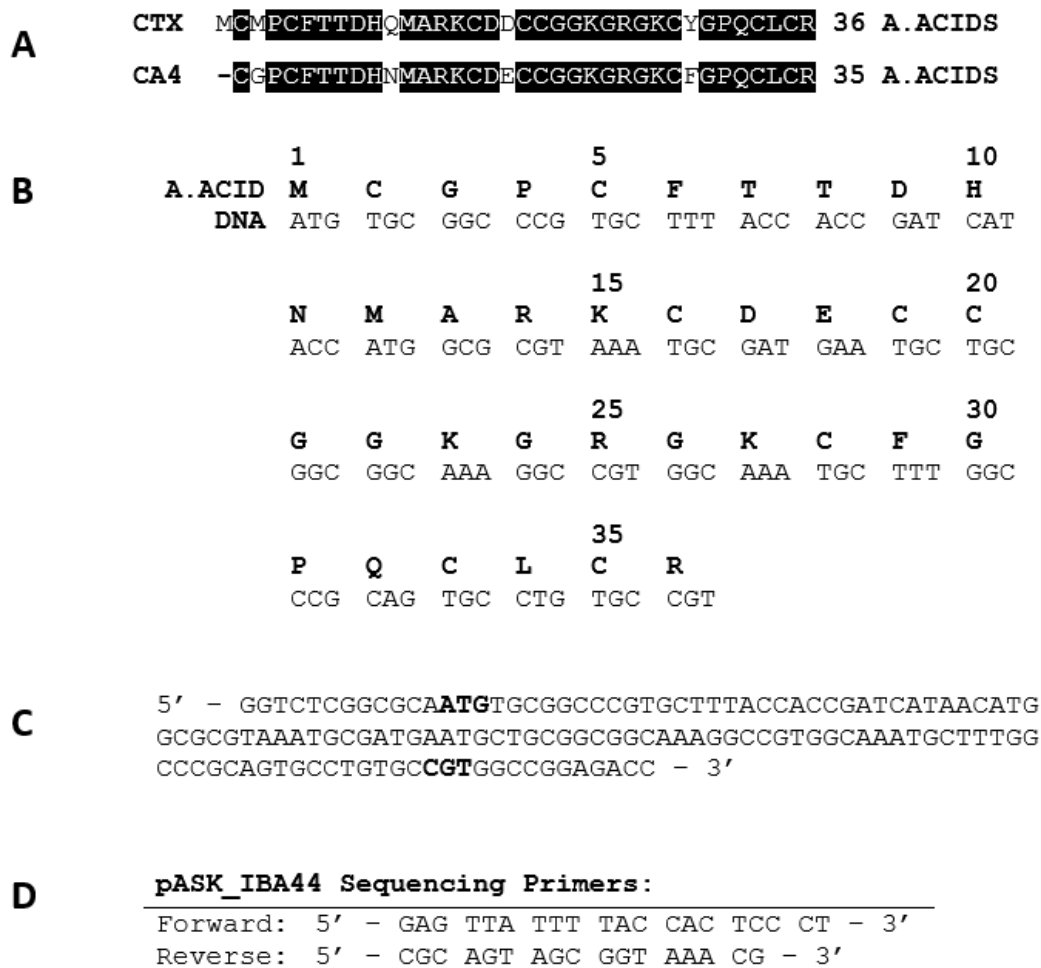 A
CTX MCMPCFTTDHQMARKCDDCCGGKGRGKCYGPQCLCR 36 A.ACIDS
CA4 -CGPCFTTDHNMARKCDECCGGKGRGKCFGPQCLCR 35 A.ACIDS
B
1 5 10
A.ACID M C G P C F T T D H
DNA ATG TGC GGC CCG TGC TTT ACC ACC GAT CAT
15 20
N M A R K C D E C C
ACC ATG GCG CGT AAA TGC GAT GAA TGC TGC
25 30
G G K G R G K C F G
GGC GGC AAA GGC CGT GGC AAA TGC TTT GGC
35
P Q C L C R
CCG CAG TGC CTG TGC CGT
C
5′ – GGTCTCGGCGCAATGTGCGGCCCGTGCTTTACCACCGATCATAACATG
GCGCGTAAATGCGATGAATGCTGCGGCGGCAAAGGCCGTGGCAAATGCTTTGG
CCCGCAGTGCCTGTGCCGTGGCCGGAGACC – 3′
D
pASK_IBA44 Sequencing Primers:
Forward: 5′ – GAG TTA TTT TAC CAC TCC CT – 3′
Reverse: 5′ – CGC AGT AGC GGT AAA CG – 3′